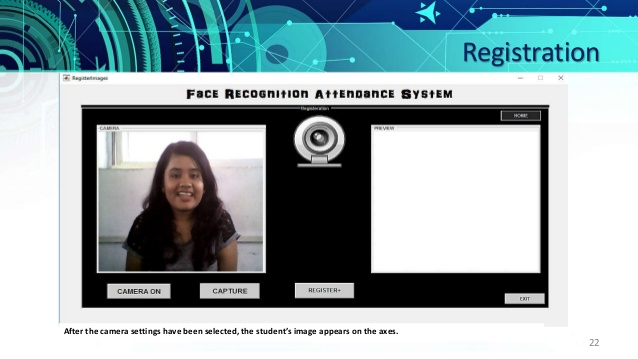 Registration
RegisterImages
FACE RECOGNITION ATTENDANCE SYSTEM
Registration
HOME
CAMERA
PREVIEW
CAMERA ON
CAPTURE
REGISTER+
EXIT
After the camera settings have been selected, the student's image appears on the axes.
22